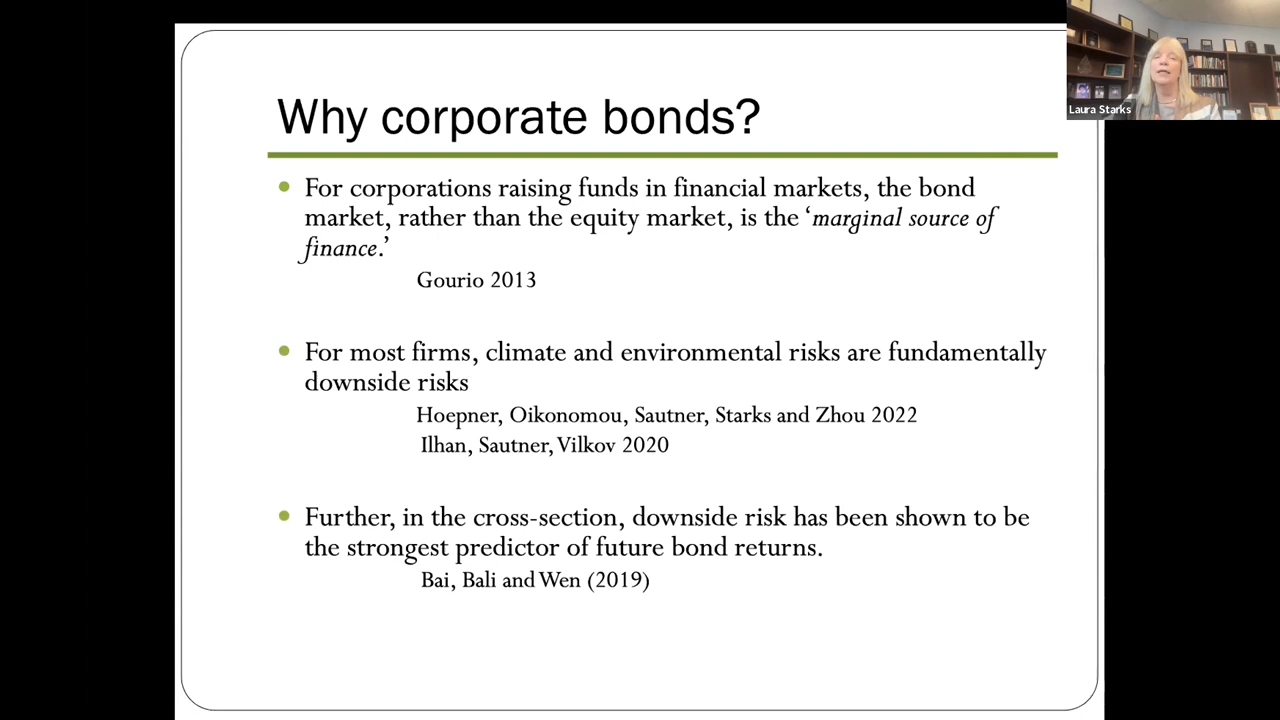 Why corporate bonds?
Laura Starks
• For corporations raising funds in financial markets, the bond
market, rather than the equity market, is the ‘marginal source of
finance.’
Gourio 2013
• For most firms, climate and environmental risks are fundamentally
downside risks
Hoepner, Oikonomou, Sautner, Starks and Zhou 2022
Ilhan, Sautner, Vilkov 2020
• Further, in the cross-section, downside risk has been shown to be
the strongest predictor of future bond returns.
Bai, Bali and Wen (2019)